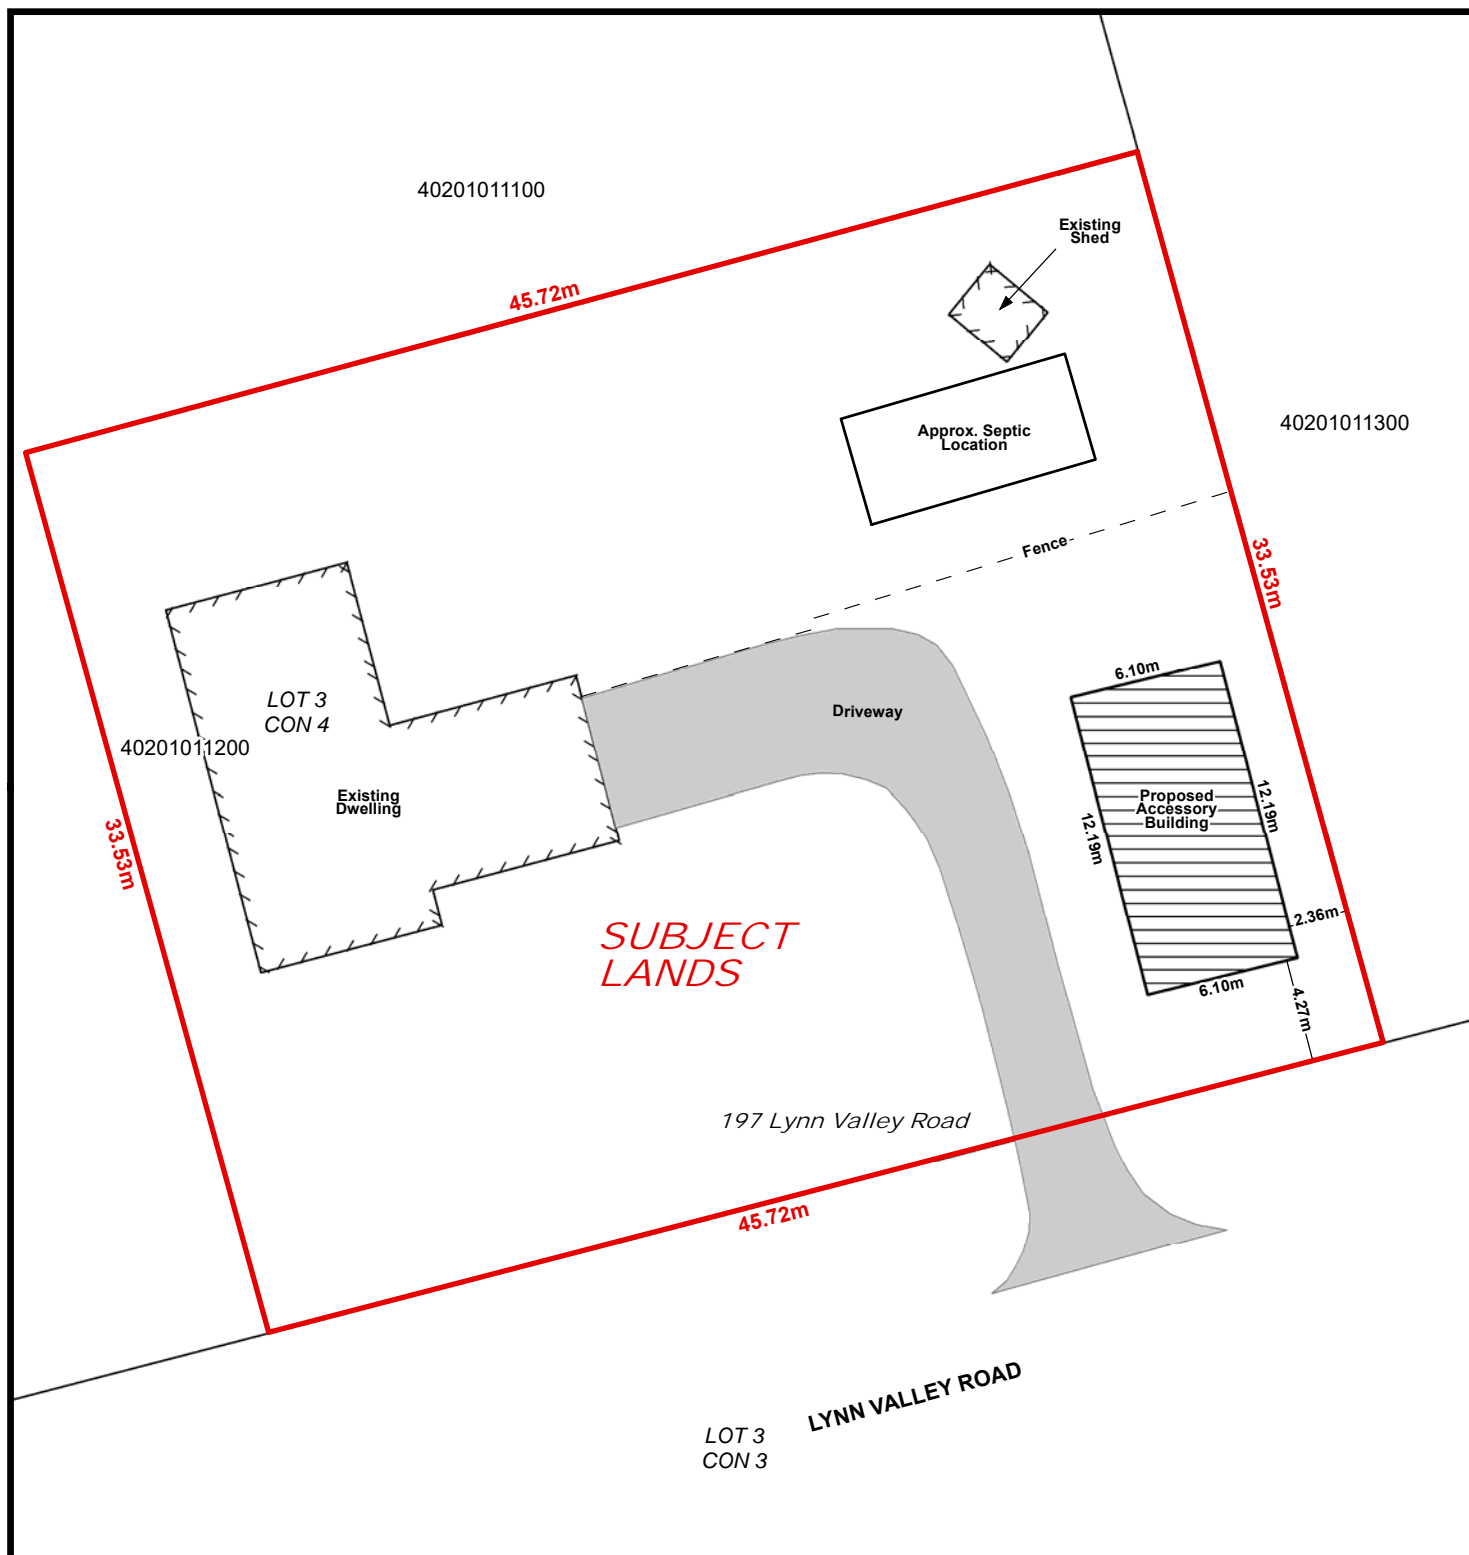 40201011100
Existing
Shed
45.72m
40201011300
Approx. Septic
Location
Fence
33.53m
6.10m
LOT 3
CON 4
Driveway
40201011200
Existing
Dwelling
Proposed
Accessory
Building
12.19m
12.19m
33.53m
2.36m
SUBJECT
LANDS
6.10m
4.27m
197 Lynn Valley Road
45.72m
LYNN VALLEY ROAD
LOT 3
CON 3